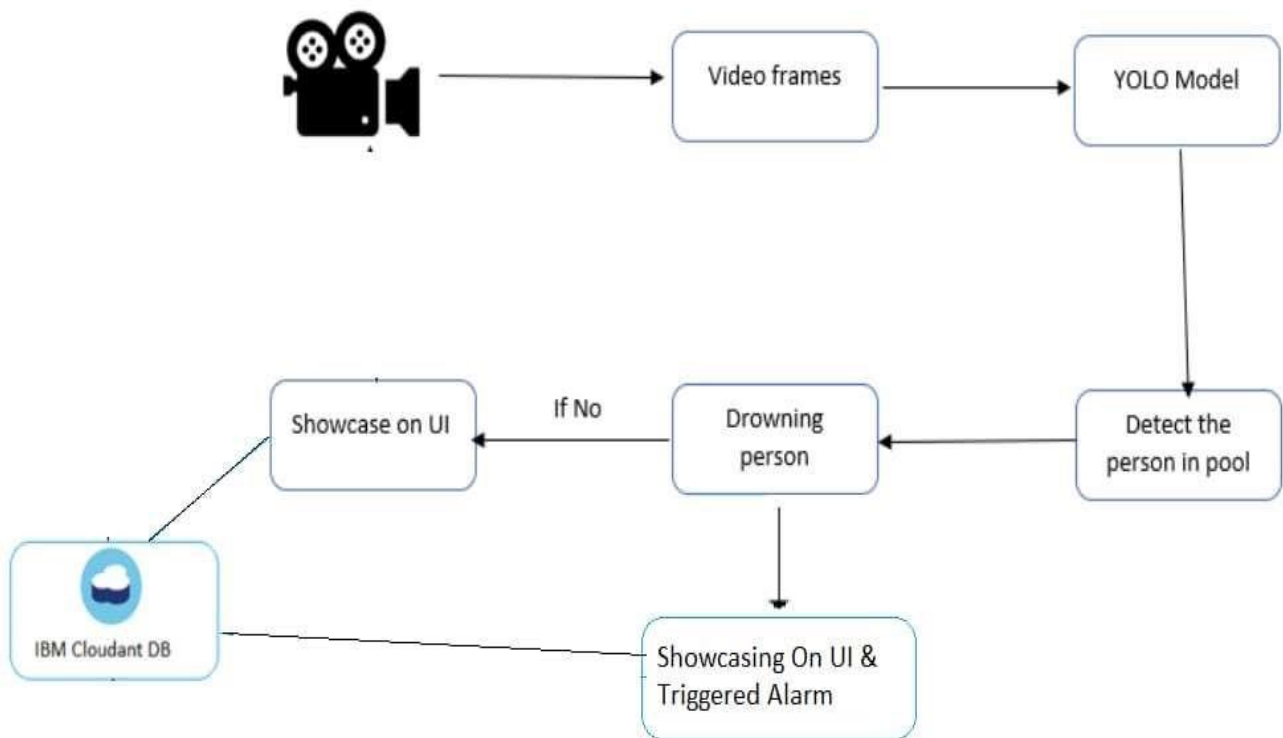 Video frames
YOLO Model
Showcase on UI
If No
Drowning
person
Detect the
person in pool
IBM Cloudant DB
Showcasing On UI &
Triggered Alarm